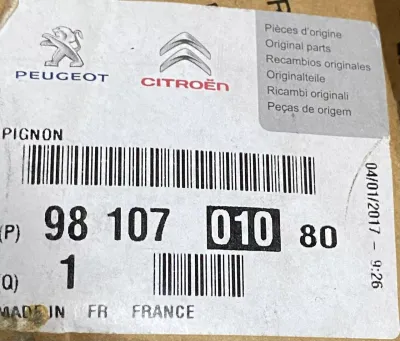 PEUGEOT
CITROËN
Pièces d'origine
Original parts
Recambios originales
Originalteile
Ricambi originali
Peças de origem
PIGNON
(P) 98 107 010 80
(Q) 1
MADE IN FR FRANCE
04/01/2017 - 9:26